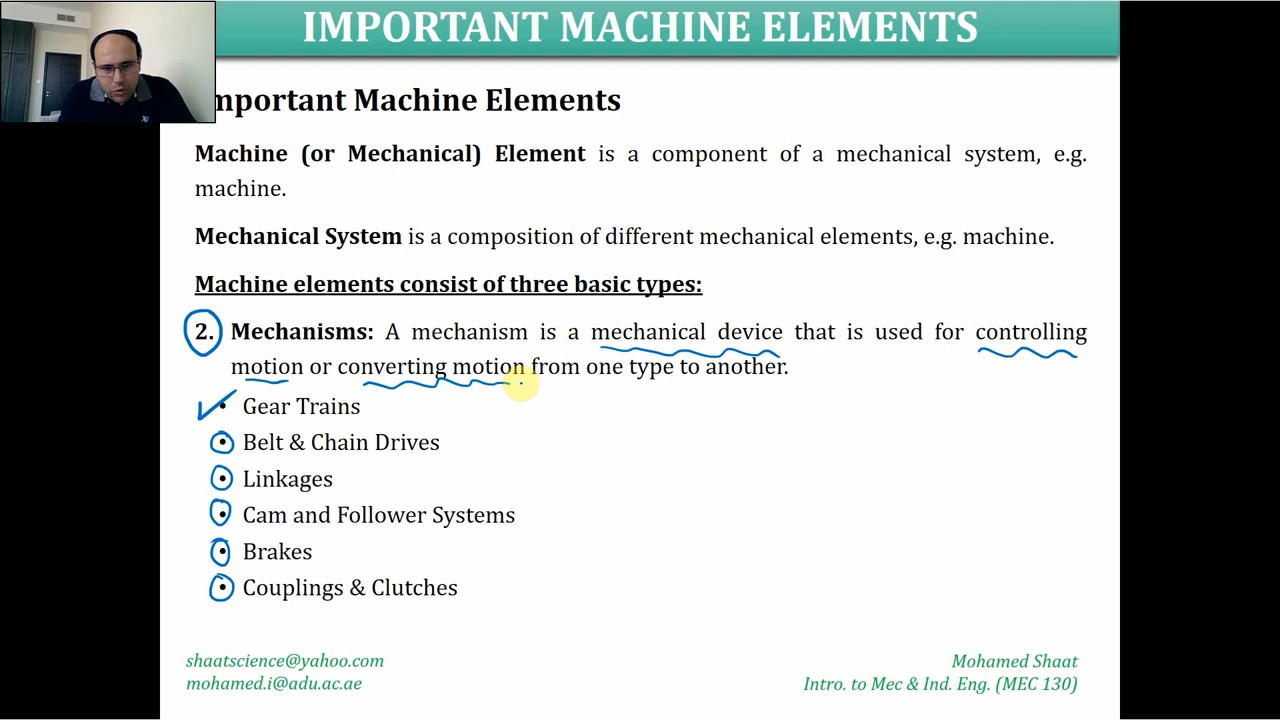 IMPORTANT MACHINE ELEMENTS
mportant Machine Elements
Machine (or Mechanical) Element is a component of a mechanical system, e.g.
machine.
Mechanical System is a composition of different mechanical elements, e.g. machine.
Machine elements consist of three basic types:
2. Mechanisms: A mechanism is a mechanical device that is used for controlling
motion or converting motion from one type to another.
• Gear Trains
• Belt & Chain Drives
• Linkages
• Cam and Follower Systems
• Brakes
• Couplings & Clutches
shaatscience@yahoo.com
mohamed.i@adu.ac.ae
Mohamed Shaat
Intro. to Mec & Ind. Eng. (MEC 130)